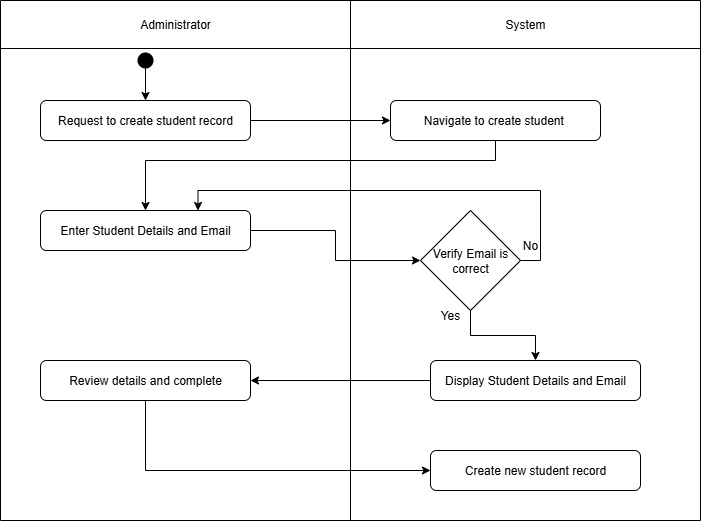 Administrator
System
Request to create student record
Navigate to create student
Enter Student Details and Email
Verify Email is
correct
No
Yes
Review details and complete
Display Student Details and Email
Create new student record